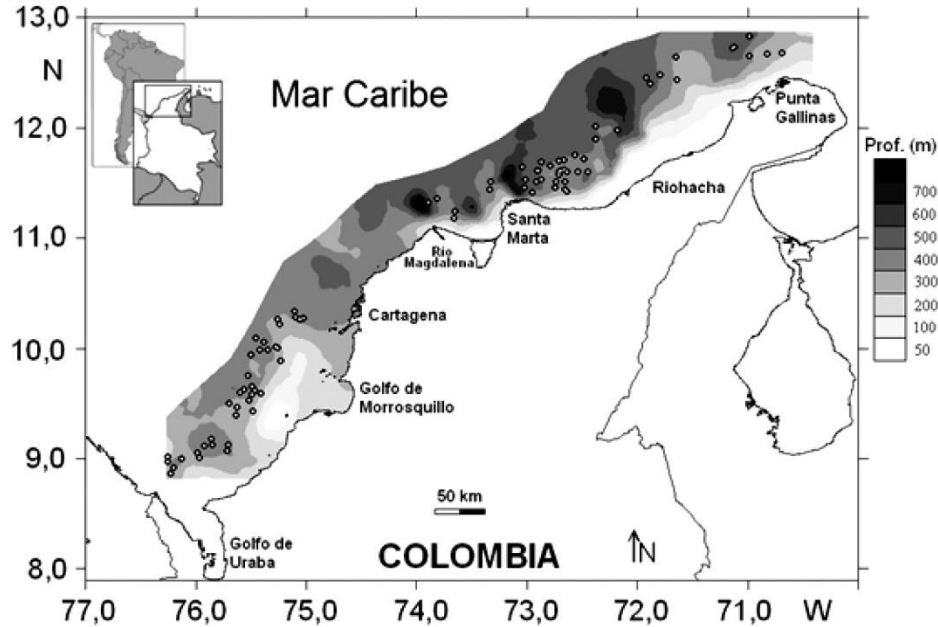 13,0
N
12,0
11,0
10,0
9,0
8,0
77,0 76,0 75,0 74,0 73,0 72,0 71,0 W
Mar Caribe
Punta
Gallinas
Riohacha
Santa
Marta
Rio
Magdalena
Cartagena
Golfo de
Morrosquillo
Golfo de
Uraba
50 km
COLOMBIA
N
Prof. (m)
700
600
500
400
300
200
100
50